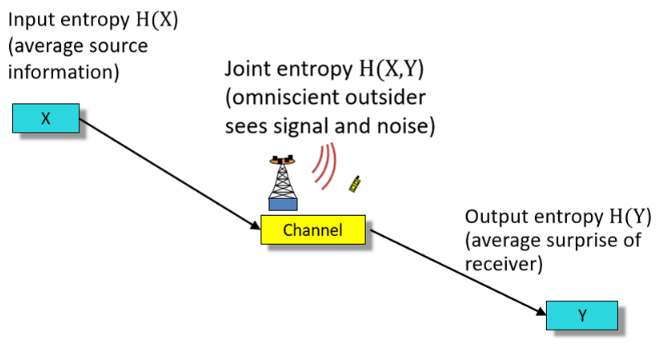 Input entropy H(X)
(average source
information)
X
Joint entropy H(X,Y)
(omniscient outsider
sees signal and noise)
Channel
Output entropy H(Y)
(average surprise of
receiver)
Y